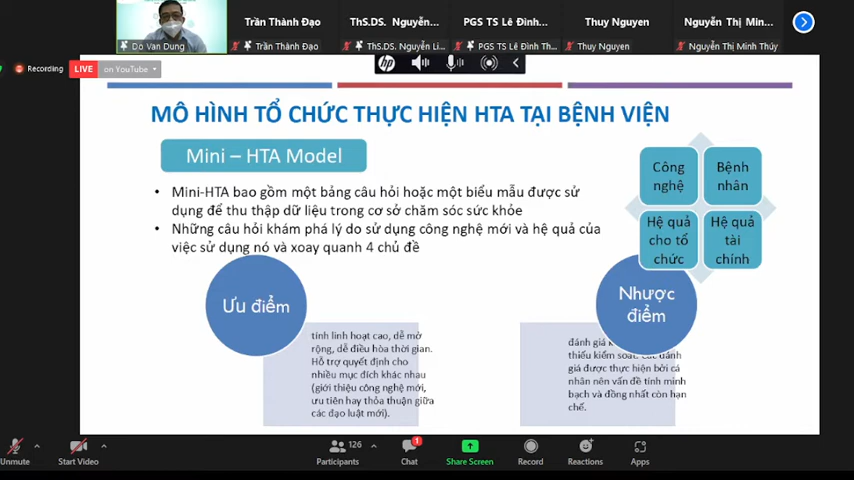 Trần Thành Đạo
ThS.DS. Nguyễn...
PGS TS Lê Đình...
Thuy Nguyen
Nguyễn Thị Min...
Do Van Dung
Trần Thành Đạo
ThS.DS. Nguyễn Li...
PGS TS Lê Đình Th...
Thuy Nguyen
Nguyễn Thị Minh Thúy
Recording
LIVE on YouTube
hp
MÔ HÌNH TỔ CHỨC THỰC HIỆN HTA TẠI BỆNH VIỆN
Mini – HTA Model
• Mini-HTA bao gồm một bảng câu hỏi hoặc một biểu mẫu được sử
dụng để thu thập dữ liệu trong cơ sở chăm sóc sức khỏe
• Những câu hỏi khám phá lý do sử dụng công nghệ mới và hệ quả của
việc sử dụng nó và xoay quanh 4 chủ đề
Công
nghệ
Bệnh
nhân
Hệ quả
cho tổ
chức
Hệ quả
tài
chính
Ưu điểm
tính linh hoạt cao, dễ mở
rộng, dễ điều hòa thời gian.
Hỗ trợ quyết định cho
nhiều mục đích khác nhau
(giới thiệu công nghệ mới,
ưu tiên hay thỏa thuận giữa
các đạo luật mới).
Nhược
điểm
đánh giá
thiếu kiểm soát. Các đánh
giá được thực hiện bởi cá
nhân nên vấn đề tính minh
bạch và đồng nhất còn hạn
chế.
Unmute
Start Video
126
Participants
1
Chat
Share Screen
Record
Reactions
Apps